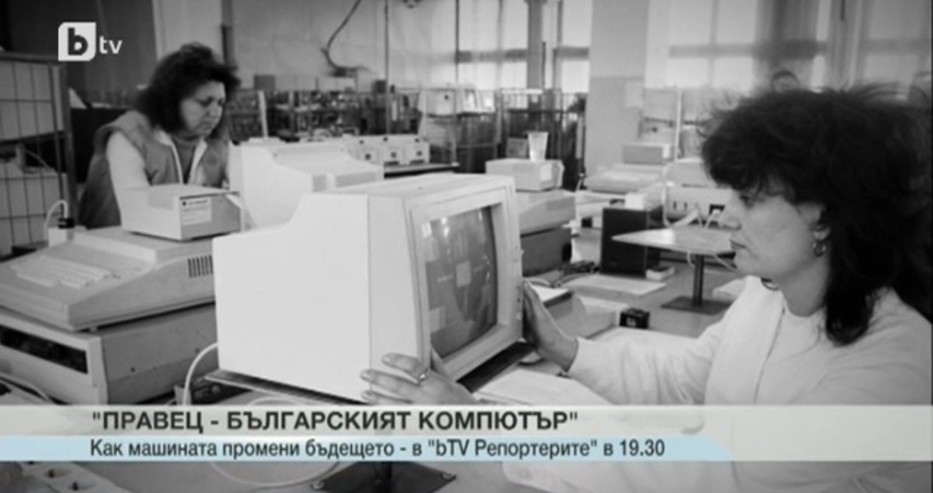 btv
"ПРАВЕЦ - БЪЛГАРСКИЯТ КОМПЮТЪР"
Как машината промени бъдещето - в "bTV Репортерите" в 19.30